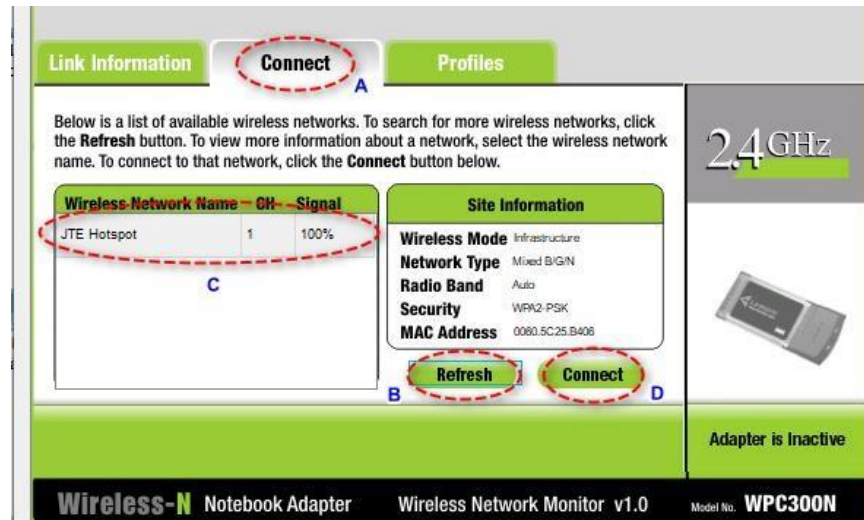 Link Information
Connect
Profiles
A
Below is a list of available wireless networks. To search for more wireless networks, click
the Refresh button. To view more information about a network, select the wireless network
name. To connect to that network, click the Connect button below.
2.4GHz
Wireless Network Name CH Signal
JTE Hotspot 1 100%
C
Site Information
Wireless Mode Infrastructure
Network Type Mixed B/G/N
Radio Band Auto
Security WPA2-PSK
MAC Address 0060.5C25.B406
Refresh
Connect
B
D
Adapter is Inactive
Wireless-N Notebook Adapter Wireless Network Monitor v1.0 Model No. WPC300N